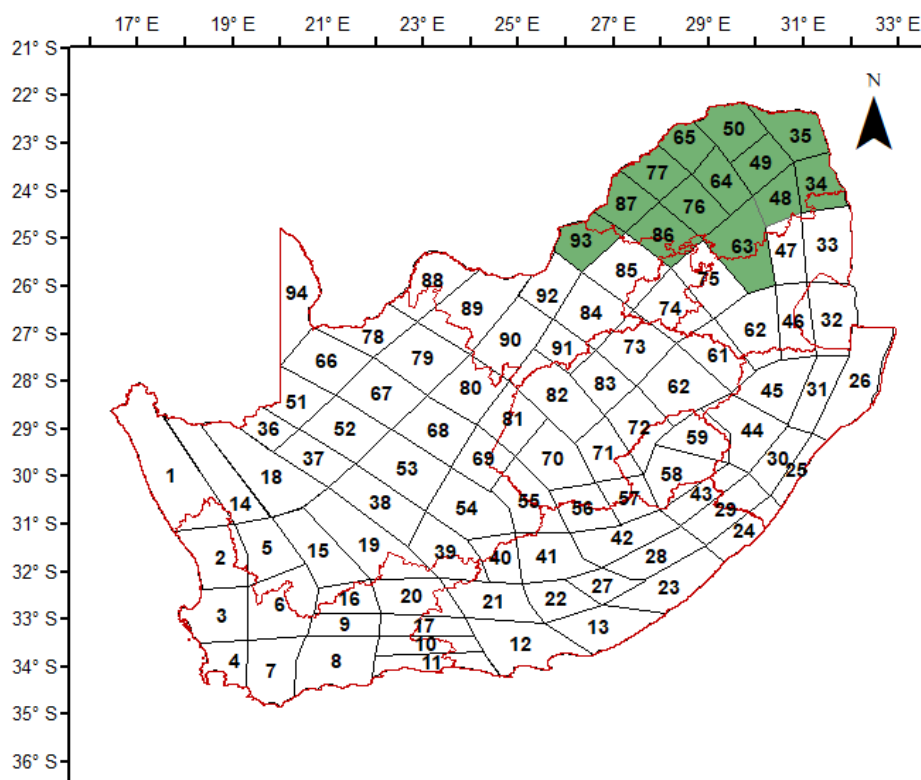 17° E 19° E 21° E 23° E 25° E 27° E 29° E 31° E 33° E
21° S
22° S
23° S
24° S
25° S
26° S
27° S
28° S
29° S
30° S
31° S
32° S
33° S
34° S
35° S
36° S
N
65 50 35
77 64 49 34
87 76 48
93 86 63 47 33
94 88 85 75
89 92 84 74 62 46 32
78 90 91 73 61
66 79 80 82 83 62 45 31 26
51 67 81
36 52 68 72 59 44
1 18 37 53 69 70 71 58 30 25
14 38 54 55 56 57 43 29
2 5 15 19 39 40 41 42 28 24
3 6 16 20 21 22 27 23
9 17 12 13
4 7 8 10
11